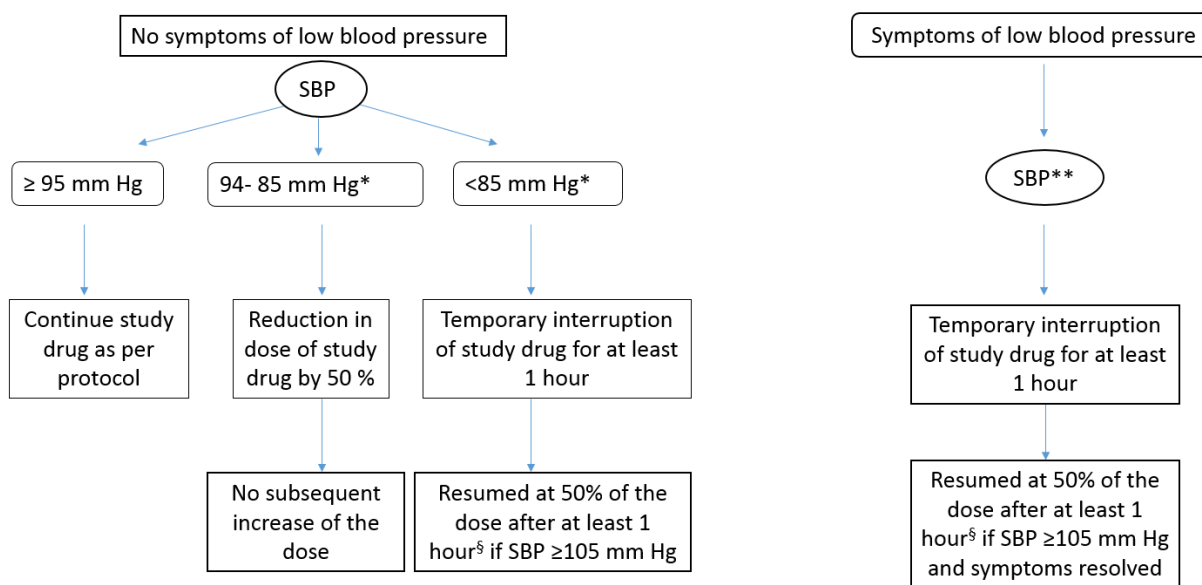 No symptoms of low blood pressure
SBP
≥ 95 mm Hg
94- 85 mm Hg*
<85 mm Hg*
Continue study
drug as per
protocol
Reduction in
dose of study
drug by 50 %
Temporary interruption
of study drug for at least
1 hour
No subsequent
increase of the
dose
Resumed at 50% of the
dose after at least 1
hour§ if SBP ≥105 mm Hg
Symptoms of low blood pressure
SBP**
Temporary interruption
of study drug for at least
1 hour
Resumed at 50% of the
dose after at least 1
hour§ if SBP ≥105 mm Hg
and symptoms resolved